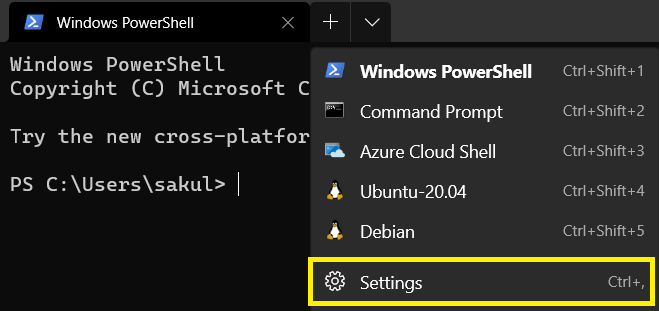 Windows PowerShell
Windows PowerShell
Copyright (C) Microsoft C
Try the new cross-platfor
PS C:\Users\sakul>
Windows PowerShell Ctrl+Shift+1
Command Prompt Ctrl+Shift+2
Azure Cloud Shell Ctrl+Shift+3
Ubuntu-20.04 Ctrl+Shift+4
Debian Ctrl+Shift+5
Settings Ctrl+,